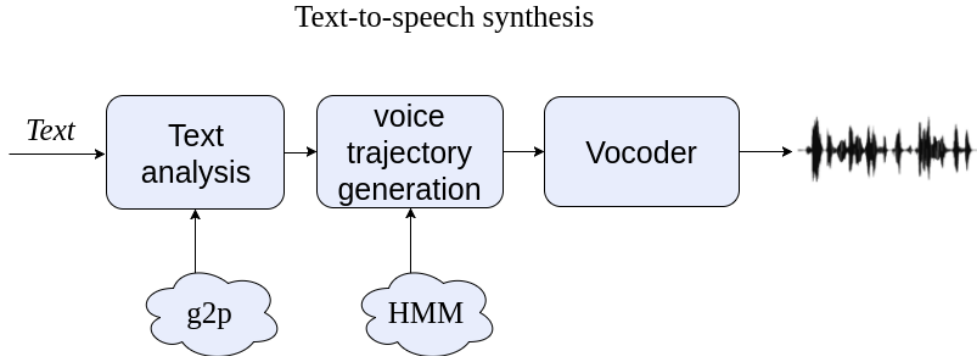 Text-to-speech synthesis
Text
Text
analysis
voice
trajectory
generation
Vocoder
g2p
HMM